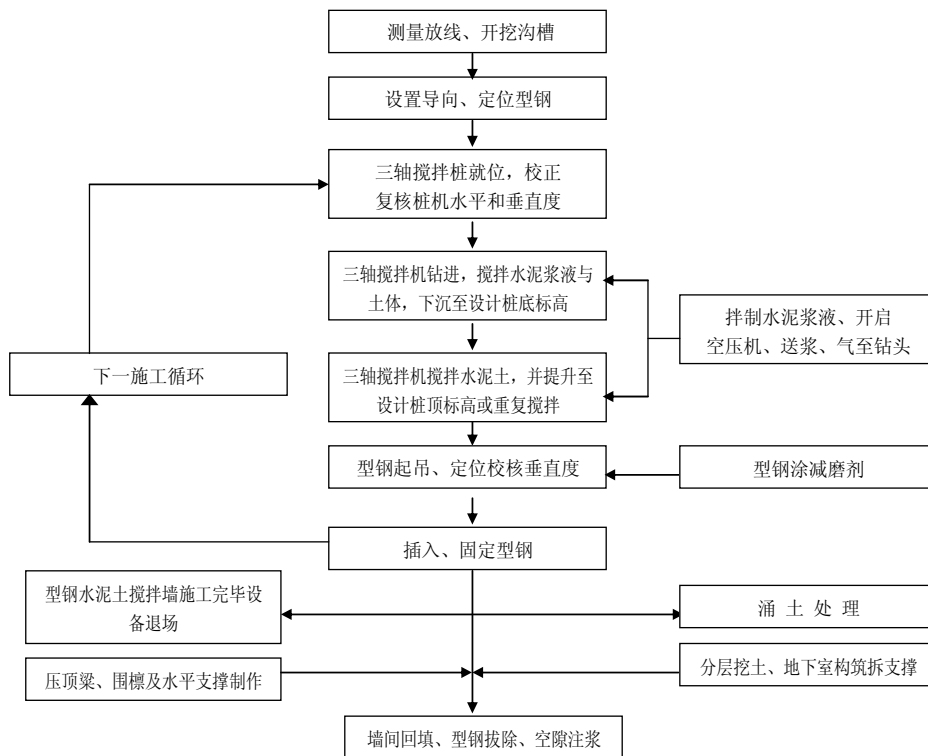 测量放线、开挖沟槽
设置导向、定位型钢
三轴搅拌桩就位，校正
复核桩机水平和垂直度
三轴搅拌机钻进，搅拌水泥浆液与
土体，下沉至设计桩底标高
拌制水泥浆液、开启
空压机、送浆、气至钻头
下一施工循环
三轴搅拌机搅拌水泥土，并提升至
设计桩顶标高或重复搅拌
型钢起吊、定位校核垂直度
型钢涂减磨剂
插入、固定型钢
型钢水泥土搅拌墙施工完毕设
备退场
涌 土 处 理
压顶梁、围檩及水平支撑制作
分层挖土、地下室构筑拆支撑
墙间回填、型钢拔除、空隙注浆